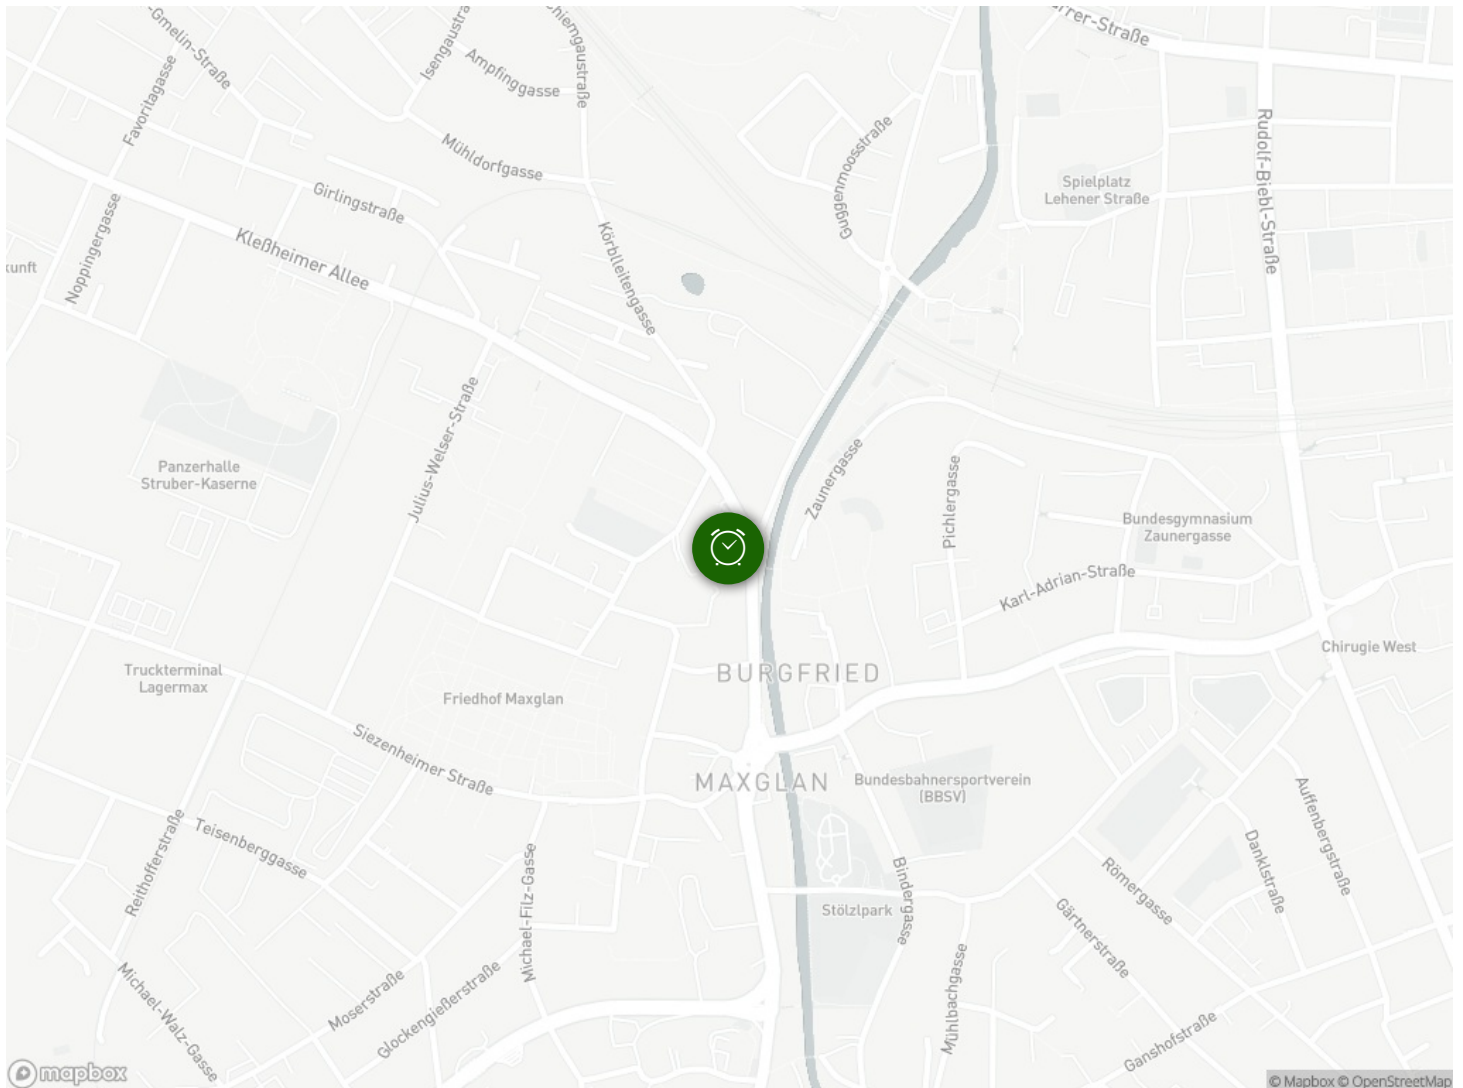 -Gmelin-Straße
Isengaustra
Chiemgaustraße
Ampfinggasse
Favoritagasse
Mühldorfgasse
Guggenmoosstraße
rrer-Straße
Rudolf-Biebl-Straße
Spielplatz
Lehener Straße
Girlingstraße
Noppingergasse
Kleßheimer Allee
Körblleitengasse
kunft
Julius-Welser-Straße
Zaunergasse
Pichlergasse
Panzerhalle
Struber-Kaserne
Bundesgymnasium
Zaunergasse
Karl-Adrian-Straße
Chirugie West
Truckterminal
Lagermax
BURGFRIED
Friedhof Maxglan
Siezenheimer Straße
MAXGLAN
Bundesbahnersportverein
(BBSV)
Auffenbergstraße
Teisenberggasse
Reithofferstraße
Danklstraße
Römergasse
Michael-Filz-Gasse
Bindergasse
Stölzlpark
Gärtnerstraße
Mühlbachgasse
Michael-Walz-Gasse
Moserstraße
Glockengießerstraße
Ganshofstraße
mapbox
© Mapbox © OpenStreetMap